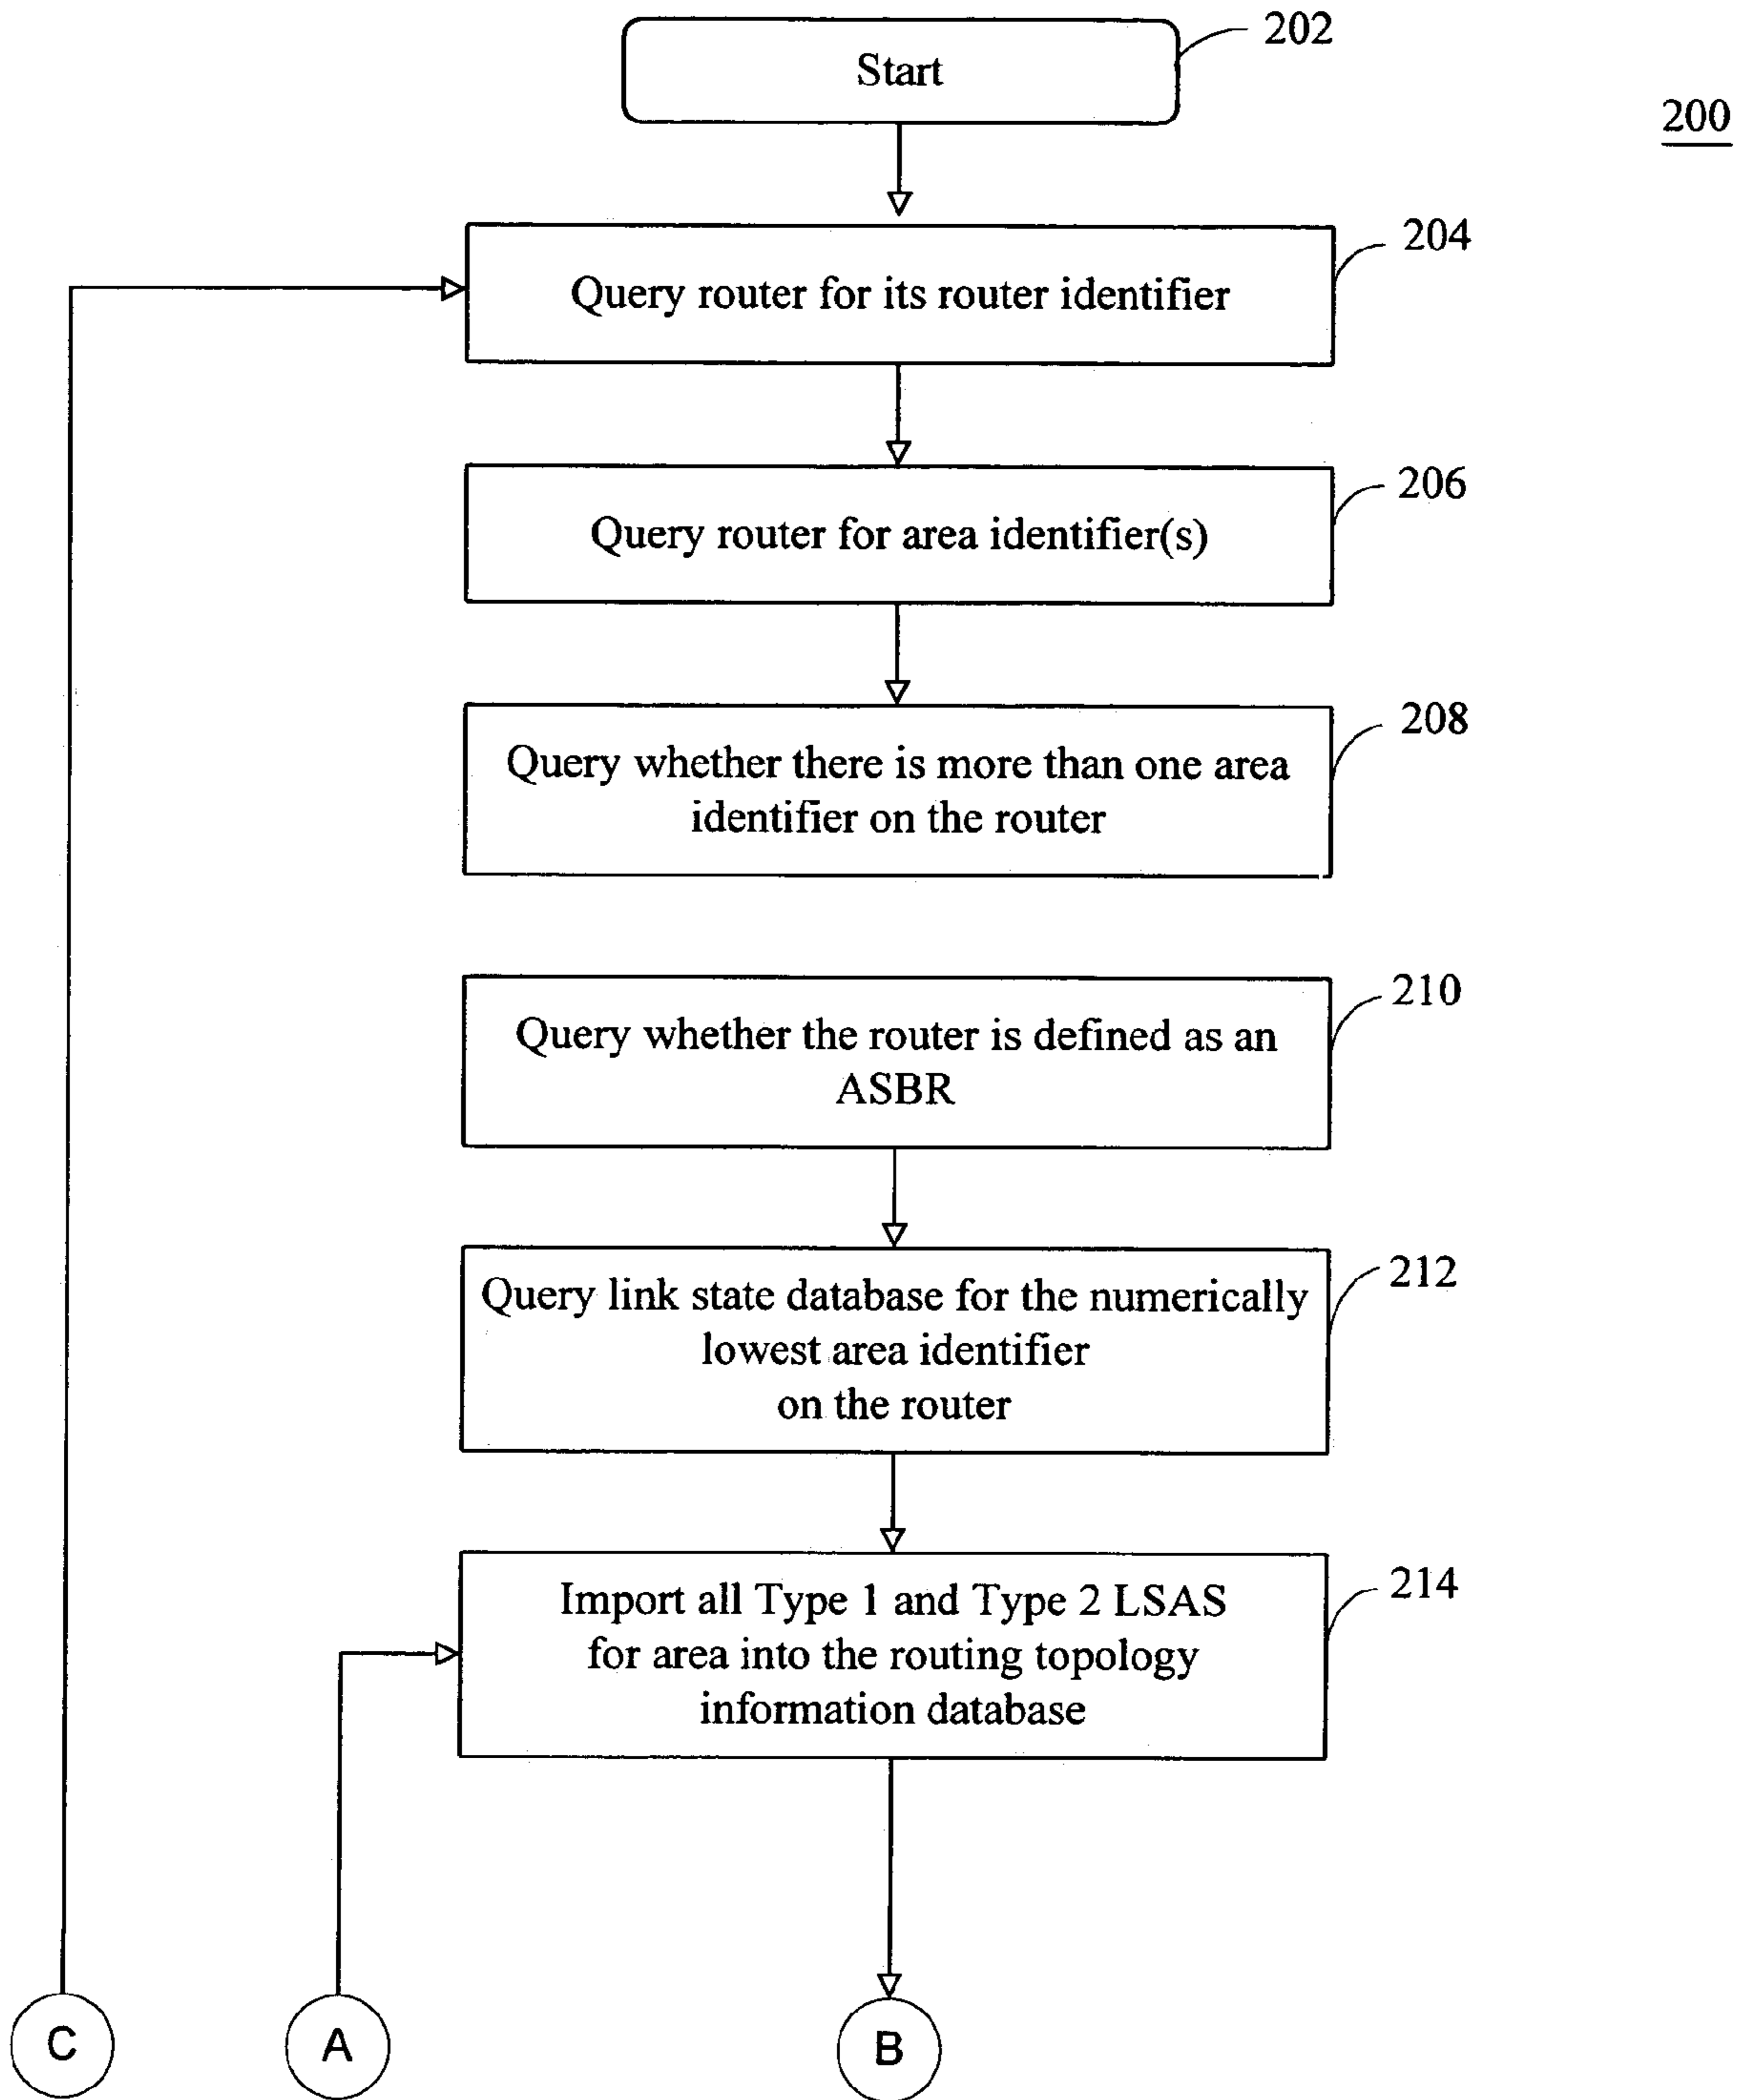 202
Start
200
204
Query router for its router identifier
206
Query router for area identifier(s)
208
Query whether there is more than one area
identifier on the router
210
Query whether the router is defined as an
ASBR
212
Query link state database for the numerically
lowest area identifier
on the router
214
Import all Type 1 and Type 2 LSAS
for area into the routing topology
information database
C
A
B